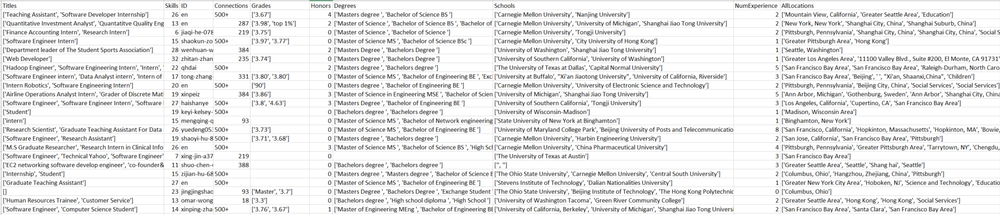 Titles Skills ID Connections Grades Honors Degrees Schools NumExperience AllLocations
['Teaching Assistant', 'Software Developer Internship'] 26 en 500+ ['3.67'] 4 ['Masters degree ', 'Bachelor of Science BS '] ['Carnegie Mellon University', 'Nanjing University'] 2 ['Mountain View, California', 'Greater Seattle Area', 'Education']
['Quantitative Investment Analyst', 'Quantatitve Quality Eng 13 en 287 ['3.98', 'top 1%'] 2 ['Master of Science ', 'Bachelor of Science BS ', 'Bachelor of ['Carnegie Mellon University', 'University of Michigan', 'Shanghai Jiao Tong University'] 2 ['New York, New York', 'Shanghai City, China', 'Shanghai Suburb, China']
['Finance Accounting Intern', 'Research Intern'] 6 jiaqi-he-078 219 ['3.75'] 0 ['Master of Science ', 'Bachelor of Science '] ['Carnegie Mellon University', 'Tongji University'] 2 ['Pittsburgh, Pennsylvania', 'Shanghai City, China', 'Shanghai City, China', 'Social S
['Software Engineer Intern'] 15 shaokun-zo 500+ ['3.97', '3.77'] 0 ['Master of Science MS ', 'Bachelor of Science BSc '] ['Carnegie Mellon University', 'City University of Hong Kong'] 1 ['Greater Pittsburgh Area', 'Hong Kong']
['Department leader of The Student Sports Association'] 28 wenhuan-w 384 2 ['Masters Degree ', 'Bachelors Degree '] ['University of Washington', 'Shanghai Jiao Tong University'] 1 ['Seattle, Washington']
['Web Developer'] 32 zhitan-zhan 235 ['3.74'] 0 ['Masters Degree ', 'Bachelors Degree '] ['University of Southern California', 'University of Washington'] 1 ['Greater Los Angeles Area', '11100 Valley Blvd., Suite #200, El Monte, CA 91731'
['Hadoop Engineer', 'Software Engineering Intern', 'Intern', ' 22 qhdai 500+ 2 ['Masters degree ', 'Bachelors degree '] ['The University of Texas at Dallas', 'Capital Normal University'] 5 ['San Francisco Bay Area', 'San Francisco Bay Area', 'Raleigh-Durham, North Caro
['Software Engineer intern', 'Data Analyst intern', 'Intern of 17 tong-zhang- 331 ['3.80', '3.80'] 0 ['Master of Science MS ', 'Bachelor of Engineering BE ', 'Exc ['University at Buffalo', "Xi'an Jiaotong University", 'University of California, Riverside'] 3 ['San Francisco Bay Area', 'Beijing', ' ', "Xi'an, Shaanxi,China", 'Children']
['Intern Robotics', 'Software Engineering Intern'] 20 en 500+ ['90'] 0 ['Masters degree ', 'Bachelor of Engineering BE '] ['Carnegie Mellon University', 'University of Electronic Science and Technology'] 2 ['Pittsburgh, Pennsylvania', 'Beijing City, China', 'Social Services', 'Social Services']
['Airline Operations Analyst Intern', 'Grader of Discrete Mat 19 xinpeiz 384 ['3.86'] 3 ['Master of Science in Engineering MSE ', 'Bachelor of Scien ['University of Michigan', 'Shanghai Jiao Tong University'] 5 ['Ann Arbor, Michigan', 'Gothenburg, Sweden', 'Ann Arbor', 'Shanghai City, China
['Software Engineer', 'Software Engineer Intern', 'Software 27 haishanye 500+ ['3.8', '4.63'] 3 ['Masters Degree ', 'Bachelor of Engineering BE '] ['University of Southern California', 'Tongji University'] 3 ['Los Angeles, California', 'Cupertino, CA', 'San Francisco Bay Area']
['Student'] 19 keyi-kelsey- 500+ 0 ['Bachelors degree ', 'Bachelors degree '] ['University of Wisconsin-Madison'] 1 ['Madison, Wisconsin Area']
['intern'] 15 mengqing-q 93 0 ['Master of Science MS ', 'Bachelor of Network engineering ['State University of New York at Binghamton'] 1 ['Binghamton, New York']
['Research Scientist', 'Graduate Teaching Assistant For Data 26 yuedeng05: 500+ ['3.73'] 0 ['Master of Science MS ', 'Bachelor of Engineering BE '] ['University of Maryland College Park', 'Beijing University of Posts and Telecommunicatio 8 ['San Francisco, California', 'Hopkinton, Massachusetts', 'Hopkinton, MA', 'Bowie,
['Software Engineer', 'Research Assistant'] 19 shaoyi-hu-8 500+ ['3.71', '3.68'] 0 ['Masters degree ', 'Bachelors degree '] ['Carnegie Mellon University', 'Harbin Engineering University'] 2 ['San Jose, California', 'San Francisco Bay Area', 'Pittsburgh']
['M.S Graduate Researcher', 'Research Intern in Clinical Info 26 en 500+ 3 ['Master of Science MS ', 'Bachelor of Science BS ', 'High Scl ['Carnegie Mellon University', 'China Pharmaceutical University'] 4 ['Pittsburgh, Pennsylvania', 'Greater Pittsburgh Area', 'Tarrytown, NY', 'Chengdu,
['Software Engineer', 'Technical Yahoo', 'Software Engineer' 7 xing-jin-a37 219 0 ['The University of Texas at Austin'] 3 ['San Francisco Bay Area']
['EC2 networking software develop engineer', 'co-founder& 11 shuo-chen-4 388 0 ['Bachelors degree ', 'Bachelors degree '] ['', ''] 3 ['Greater Seattle Area', 'Seattle', 'Shang hai', 'Seattle']
['Internship', 'Student'] 15 zijian-hu-68 500+ 0 ['Masters degree ', 'Masters degree ', 'Bachelor of Science E ['The Ohio State University', 'Carnegie Mellon University', 'Central South University'] 2 ['Columbus, Ohio', 'Hangzhou, Zhejiang, China', 'Pittsburgh']
['Graduate Teaching Assistant'] 27 en 500+ 0 ['Master of Science MS ', 'Bachelor of Engineering BE '] ['Stevens Institute of Technology', 'Dalian Nationalities University'] 1 ['Greater New York City Area', 'Hoboken, NJ', 'Science and Technology', 'Educatio
[] 23 jingjingshao 93 ['Master', '3.7'] 0 ['Masters Degree ', 'Bachelors Degree ', 'Exchange Student ' ['The Ohio State University', 'Beijing Institute of Technology', 'The Hong Kong Polytechnic 0 ['Columbus, Ohio']
['Human Resources Trainee', 'Customer Service'] 13 omar-wong 18 ['3.3'] 0 ['Bachelors degree ', 'High school diploma ', 'High School '] ['University of Washington Tacoma', 'Green River Community College'] 2 ['Greater Seattle Area', 'Hong Kong', 'Hong Kong', 'Social Services']
['Software Engineer', 'Computer Science Student'] 14 xinping-zha 500+ ['3.76', '3.67'] 1 ['Master of Engineering MEng ', 'Bachelor of Engineering BE ['University of California, Berkeley', 'University of Michigan', 'Shanghai Jiao Tong Universi 2 ['San Francisco Bay Area', 'Santa Clara', 'San Francisco Bay Area']